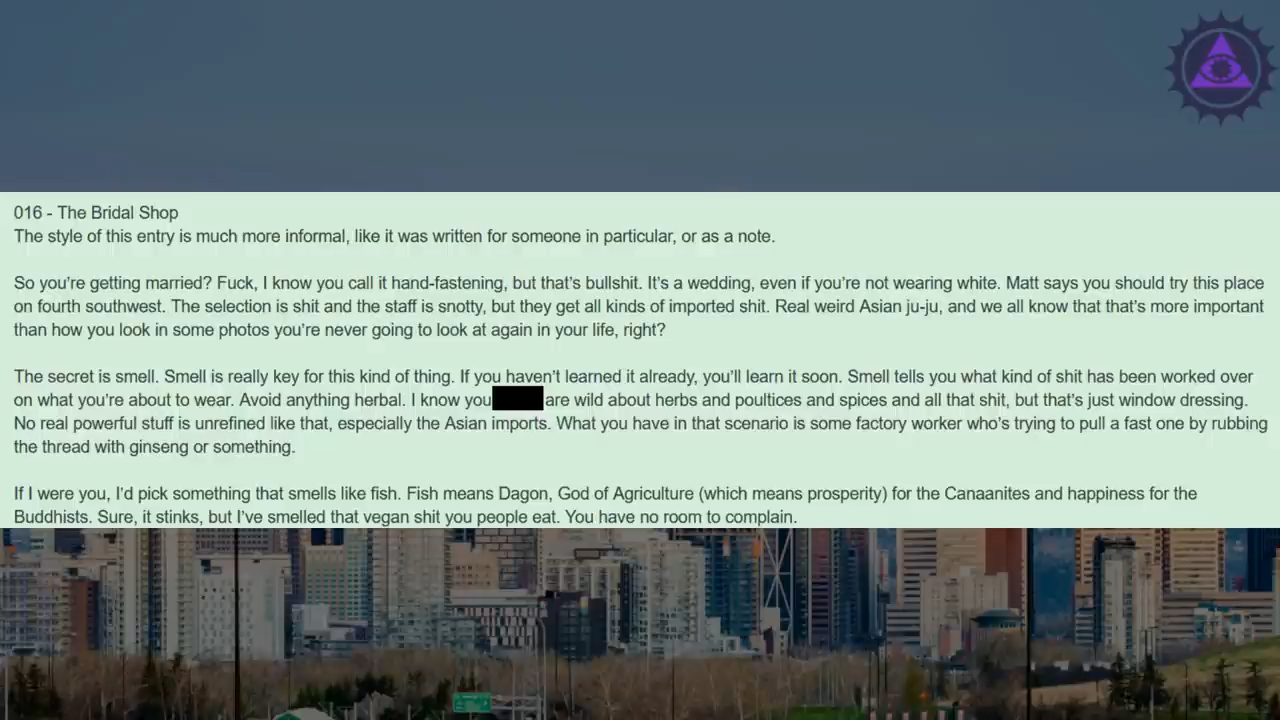 016 - The Bridal Shop
The style of this entry is much more informal, like it was written for someone in particular, or as a note.
So you're getting married? Fuck, I know you call it hand-fastening, but that's bullshit. It's a wedding, even if you're not wearing white. Matt says you should try this place
on fourth southwest. The selection is shit and the staff is snotty, but they get all kinds of imported shit. Real weird Asian ju-ju, and we all know that that's more important
than how you look in some photos you're never going to look at again in your life, right?
The secret is smell. Smell is really key for this kind of thing. If you haven't learned it already, you'll learn it soon. Smell tells you what kind of shit has been worked over
on what you're about to wear. Avoid anything herbal. I know you are wild about herbs and poultices and spices and all that shit, but that's just window dressing.
No real powerful stuff is unrefined like that, especially the Asian imports. What you have in that scenario is some factory worker who's trying to pull a fast one by rubbing
the thread with ginseng or something.
If I were you, I'd pick something that smells like fish. Fish means Dagon, God of Agriculture (which means prosperity) for the Canaanites and happiness for the
Buddhists. Sure, it stinks, but I've smelled that vegan shit you people eat. You have no room to complain.